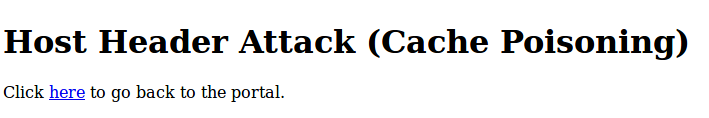 Host Header Attack (Cache Poisoning)
Click here to go back to the portal.